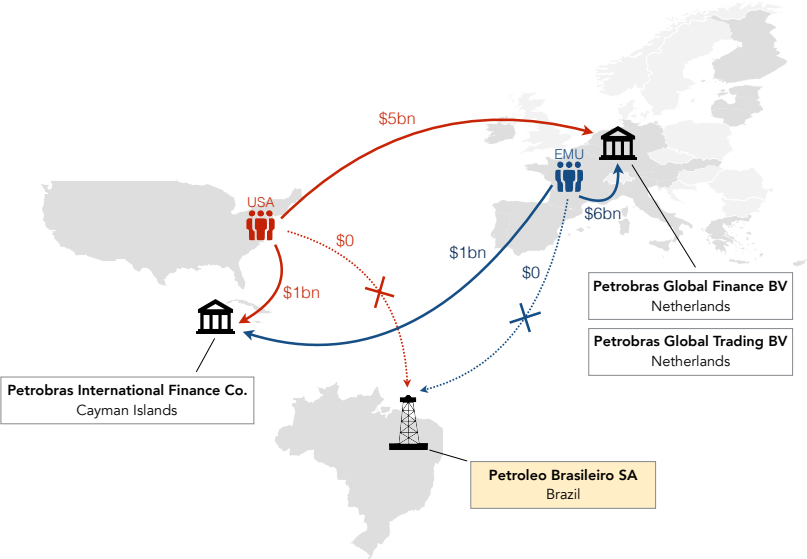 $5bn
EMU
USA
$6bn
$0
$1bn
$0
$1bn
Petrobras Global Finance BV
Netherlands
Petrobras Global Trading BV
Netherlands
Petrobras International Finance Co.
Cayman Islands
Petroleo Brasileiro SA
Brazil